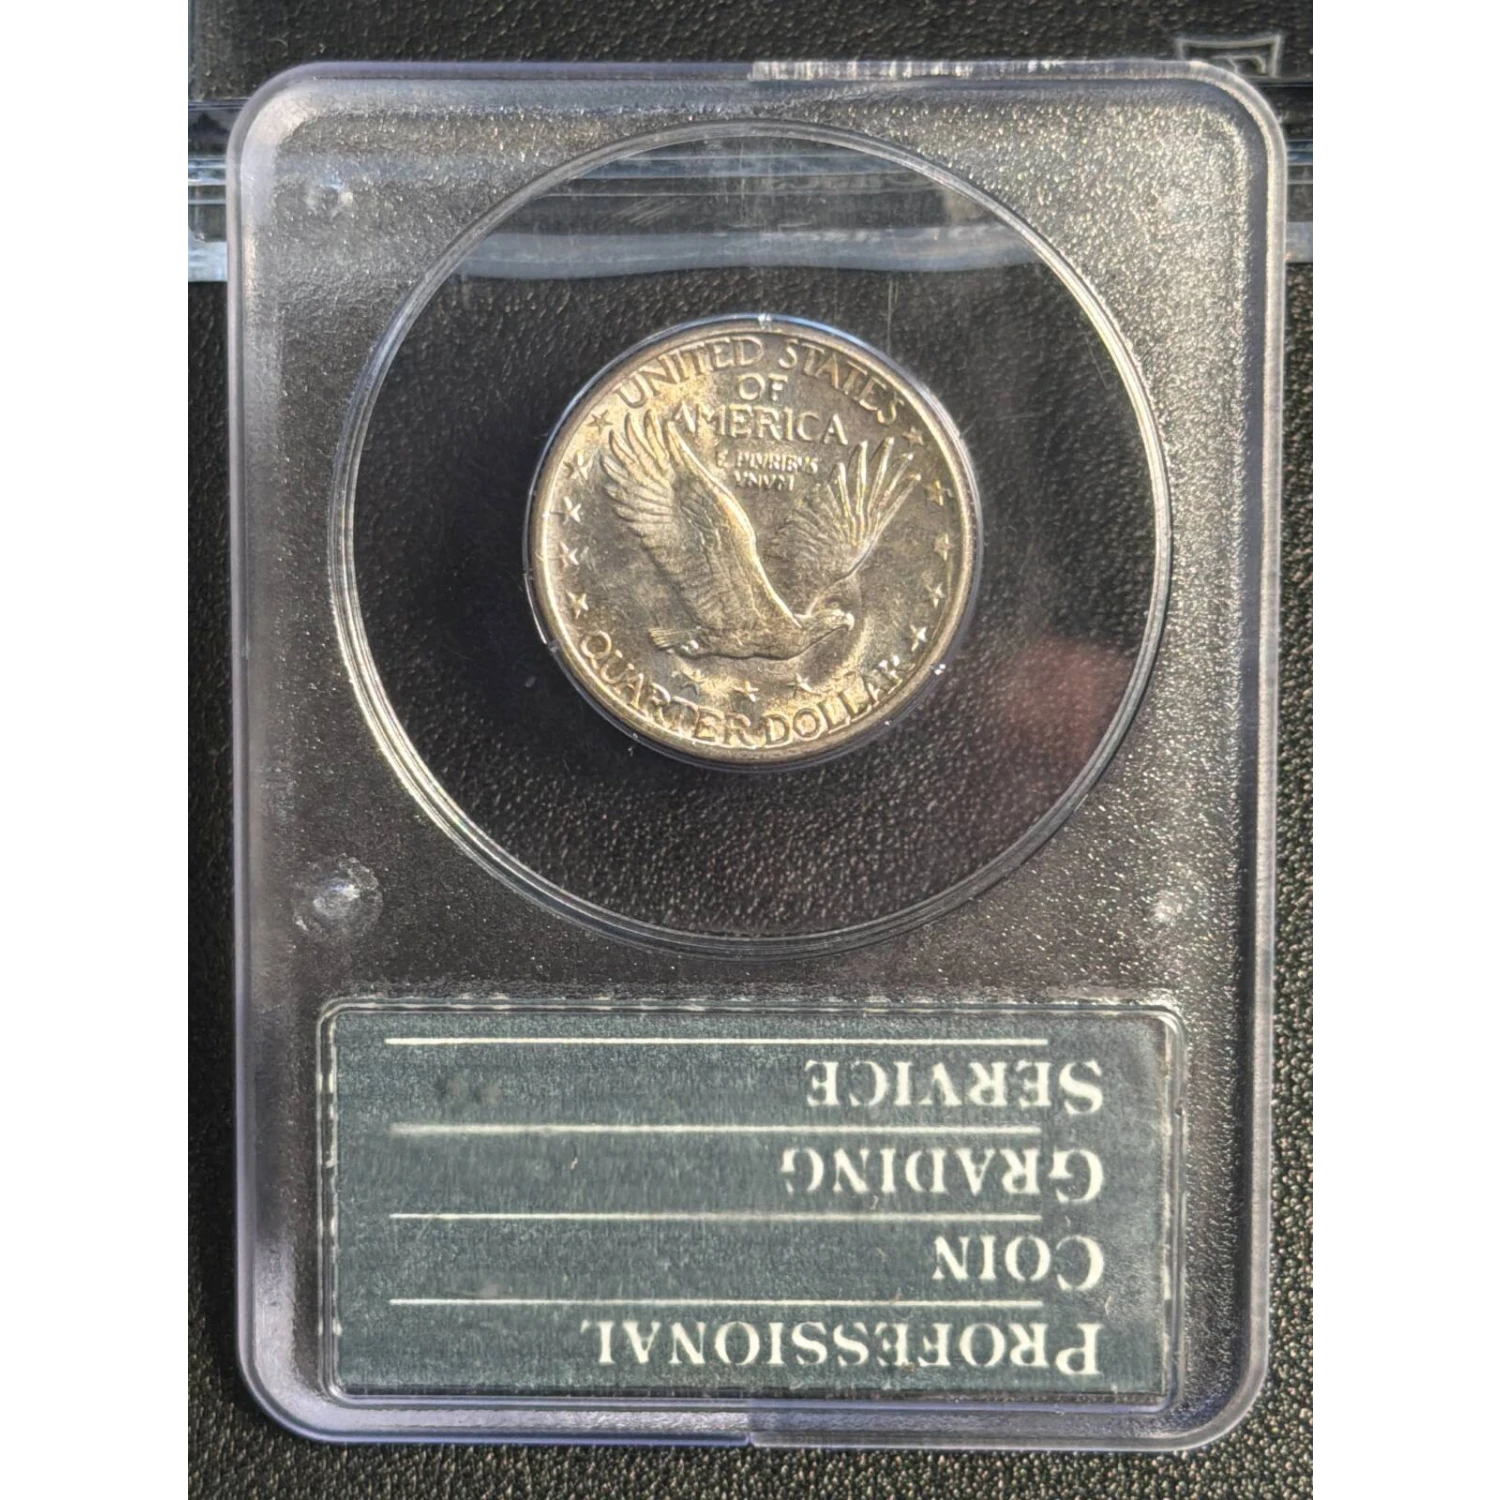 UNITED STATES
OF
AMERICA
E PLURIBUS
UNUM
QUARTER DOLLAR
PROFESSIONAL
COIN
GRADING
SERVICE